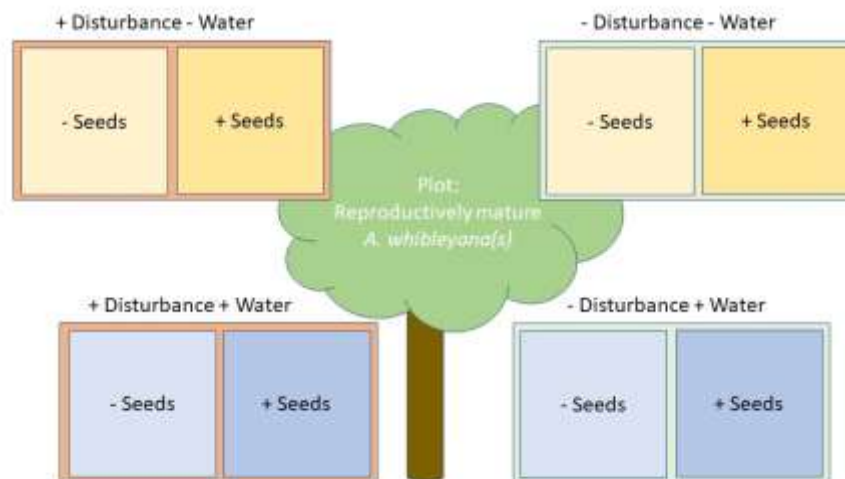 + Disturbance - Water
- Disturbance - Water
- Seeds
+ Seeds
- Seeds
+ Seeds
Plot:
Reproductively mature
A. whibleyana(s)
+ Disturbance + Water
- Disturbance + Water
- Seeds
+ Seeds
- Seeds
+ Seeds